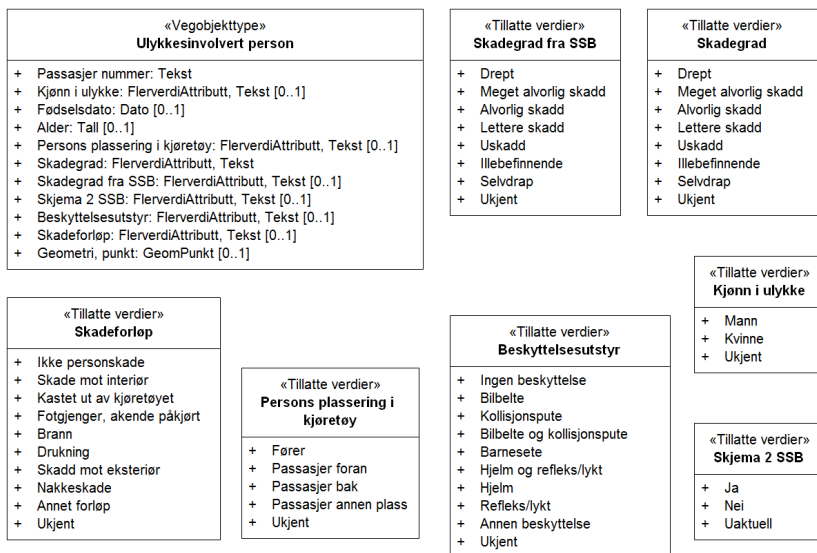 «Vegobjekttype»
Ulykkesinvolvert person
+ Passasjer nummer: Tekst
+ Kjønn i ulykke: FlerverdiAttributt, Tekst [0..1]
+ Fødselsdato: Dato [0..1]
+ Alder: Tall [0..1]
+ Persons plassering i kjøretøy: FlerverdiAttributt, Tekst [0..1]
+ Skadegrad: FlerverdiAttributt, Tekst
+ Skadegrad fra SSB: FlerverdiAttributt, Tekst [0..1]
+ Skjema 2 SSB: FlerverdiAttributt, Tekst [0..1]
+ Beskyttelsesutstyr: FlerverdiAttributt, Tekst [0..1]
+ Skadeforløp: FlerverdiAttributt, Tekst [0..1]
+ Geometri, punkt: GeomPunkt [0..1]
«Tillatte verdier»
Skadegrad fra SSB
+ Drept
+ Meget alvorlig skadd
+ Alvorlig skadd
+ Lettere skadd
+ Uskadd
+ Illebefinnende
+ Selvdrap
+ Ukjent
«Tillatte verdier»
Skadegrad
+ Drept
+ Meget alvorlig skadd
+ Alvorlig skadd
+ Lettere skadd
+ Uskadd
+ Illebefinnende
+ Selvdrap
+ Ukjent
«Tillatte verdier»
Skadeforløp
+ Ikke personskade
+ Skade mot interiør
+ Kastet ut av kjøretøyet
+ Fotgjenger, akende påkjørt
+ Brann
+ Drukning
+ Skadd mot eksteriør
+ Nakkeskade
+ Annet forløp
+ Ukjent
«Tillatte verdier»
Persons plassering i
kjøretøy
+ Fører
+ Passasjer foran
+ Passasjer bak
+ Passasjer annen plass
+ Ukjent
«Tillatte verdier»
Beskyttelsesutstyr
+ Ingen beskyttelse
+ Bilbelte
+ Kollisjonspute
+ Bilbelte og kollisjonspute
+ Barnesete
+ Hjelm og refleks/lykt
+ Hjelm
+ Refleks/lykt
+ Annen beskyttelse
+ Ukjent
«Tillatte verdier»
Kjønn i ulykke
+ Mann
+ Kvinne
+ Ukjent
«Tillatte verdier»
Skjema 2 SSB
+ Ja
+ Nei
+ Uaktuell